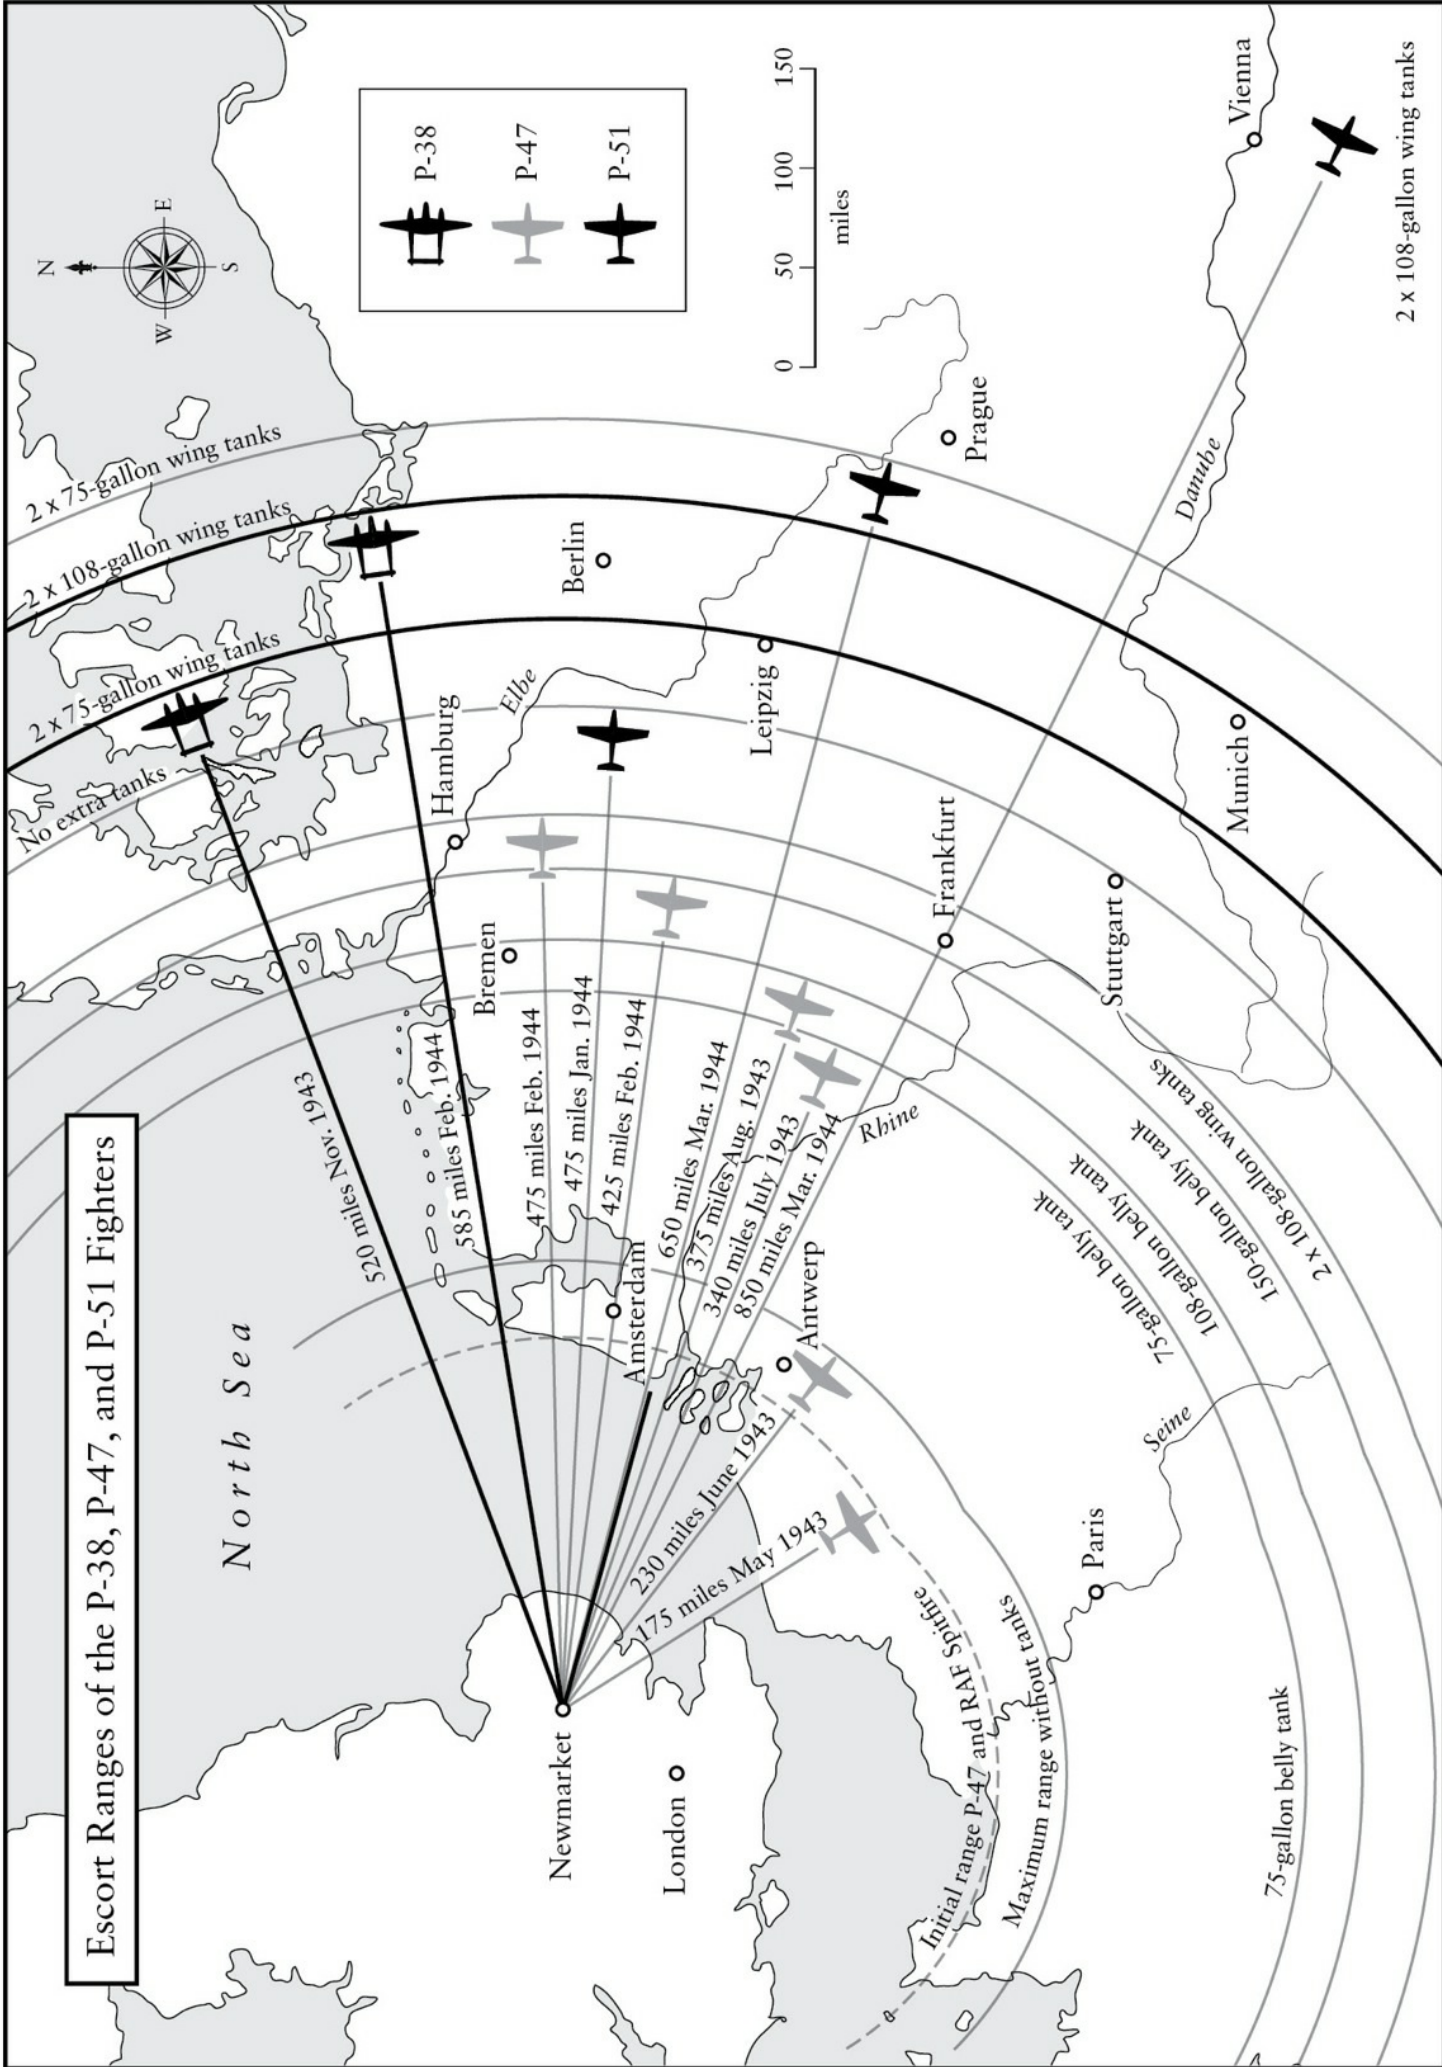 Escort Ranges of the P-38, P-47, and P-51 Fighters
North Sea
N
W
E
S
P-38
P-47
P-51
0
50
100
150
miles
2 x 75-gallon wing tanks
2 x 108-gallon wing tanks
2 x 75-gallon wing tanks
No extra tanks
520 miles Nov. 1943
585 miles Feb. 1944
475 miles Feb. 1944
475 miles Jan. 1944
425 miles Feb. 1944
650 miles Mar. 1944
375 miles Aug. 1943
340 miles July 1943
850 miles Mar. 1944
230 miles June 1943
175 miles May 1943
Hamburg
Elbe
Berlin
Bremen
Leipzig
Prague
Frankfurt
Stuttgart
Munich
Danube
Vienna
Rhine
Amsterdam
Antwerp
Newmarket
London
Seine
Paris
Initial range P-47 and RAF Spitfire
Maximum range without tanks
75-gallon belly tank
75-gallon belly tank
108-gallon belly tank
150-gallon belly tank
2 x 108-gallon wing tanks
2 x 108-gallon wing tanks